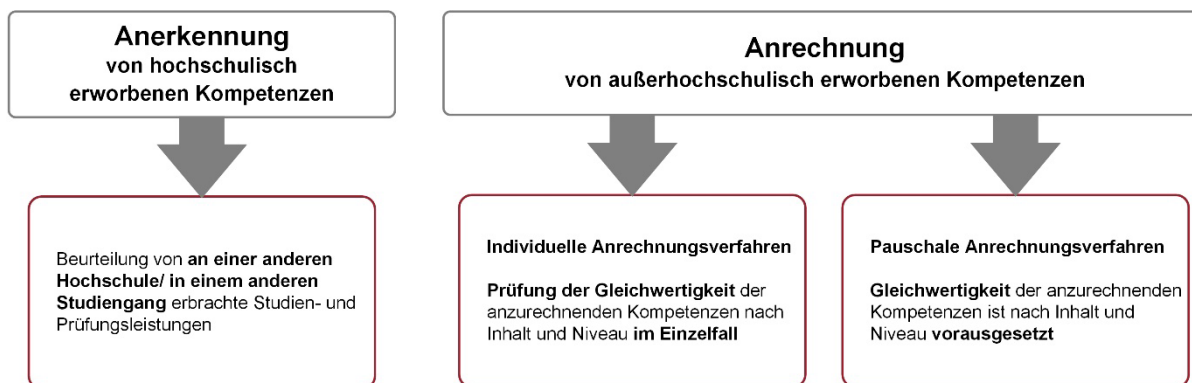 Anerkennung
von hochschulisch
erworbenen Kompetenzen
Anrechnung
von außerhochschulisch erworbenen Kompetenzen
Beurteilung von an einer anderen
Hochschule/ in einem anderen
Studiengang erbrachte Studien- und
Prüfungsleistungen
Individuelle Anrechnungsverfahren
Prüfung der Gleichwertigkeit der
anzurechnenden Kompetenzen nach
Inhalt und Niveau im Einzelfall
Pauschale Anrechnungsverfahren
Gleichwertigkeit der anzurechnenden
Kompetenzen ist nach Inhalt und
Niveau vorausgesetzt